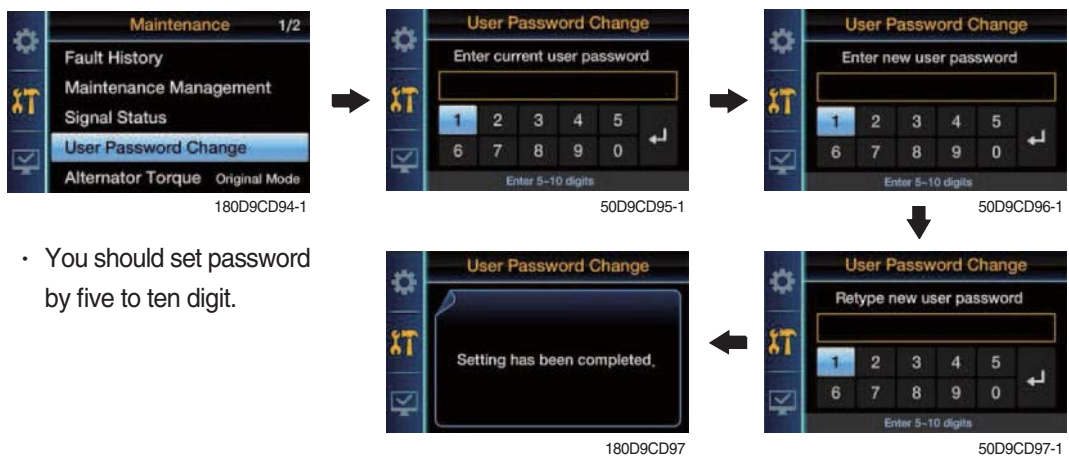 Maintenance 1/2
Fault History
Maintenance Management
Signal Status
User Password Change
Alternator Torque Original Mode
180D9CD94-1
User Password Change
Enter current user password
1 2 3 4 5
6 7 8 9 0
Enter 5~10 digits
50D9CD95-1
User Password Change
Enter new user password
1 2 3 4 5
6 7 8 9 0
Enter 5~10 digits
50D9CD96-1
· You should set password
by five to ten digit.
User Password Change
Retype new user password
1 2 3 4 5
6 7 8 9 0
Enter 5~10 digits
50D9CD97-1
User Password Change
Setting has been completed.
180D9CD97